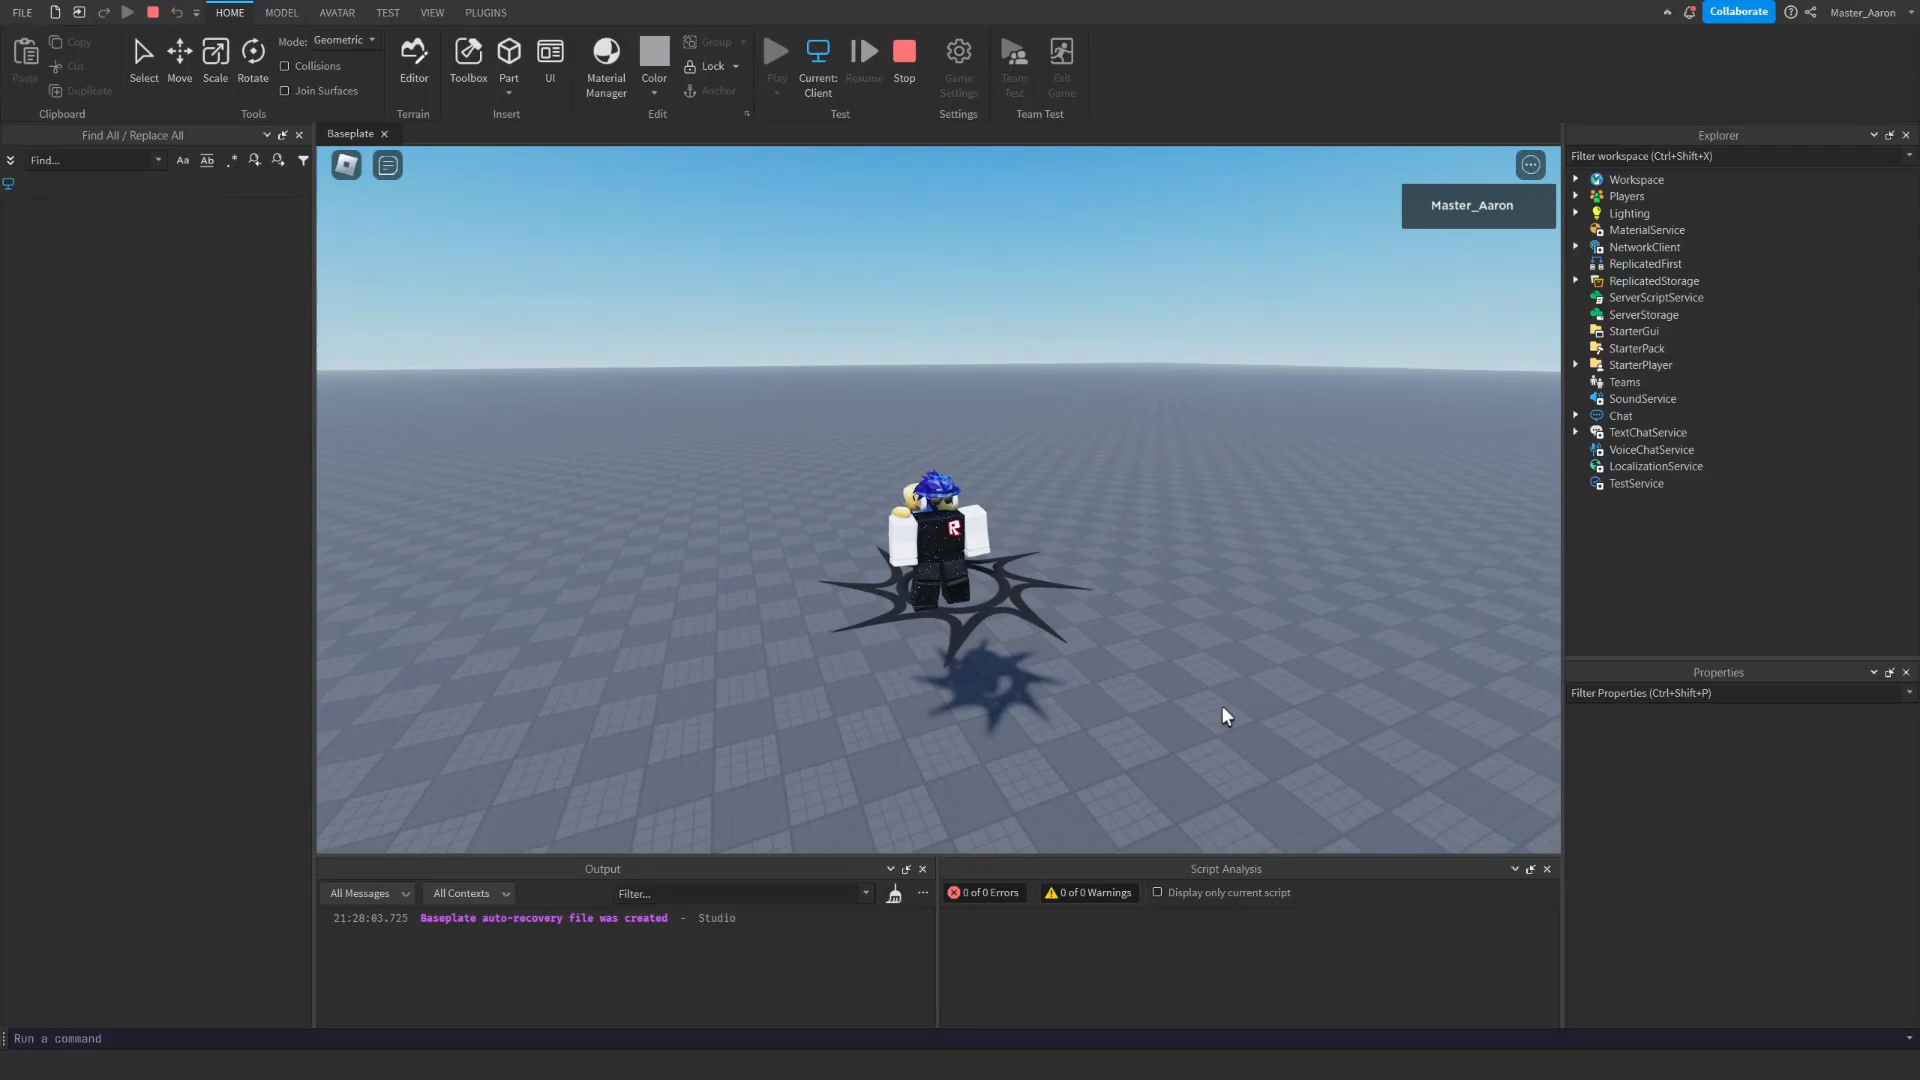 FILE HOME MODEL AVATAR TEST VIEW PLUGINS Collaborate Master_Aaron
Paste Copy Cut Duplicate Clipboard
Select Move Scale Rotate Mode: Geometric Collisions Join Surfaces Tools
Editor Terrain
Toolbox Part UI Insert
Material Manager Color Group Lock Anchor Edit
Play Current: Client Resume Stop Test
Game Settings Settings
Team Test Exit Game Team Test
Find All / Replace All
Find... Aa Ab .*
Baseplate
Master_Aaron
Explorer
Filter workspace (Ctrl+Shift+X)
Workspace
Players
Lighting
MaterialService
NetworkClient
ReplicatedFirst
ReplicatedStorage
ServerScriptService
ServerStorage
StarterGui
StarterPack
StarterPlayer
Teams
SoundService
Chat
TextChatService
VoiceChatService
LocalizationService
TestService
Properties
Filter Properties (Ctrl+Shift+P)
Output
All Messages All Contexts Filter...
21:28:03.725 Baseplate auto-recovery file was created - Studio
Script Analysis
0 of 0 Errors 0 of 0 Warnings Display only current script
Run a command